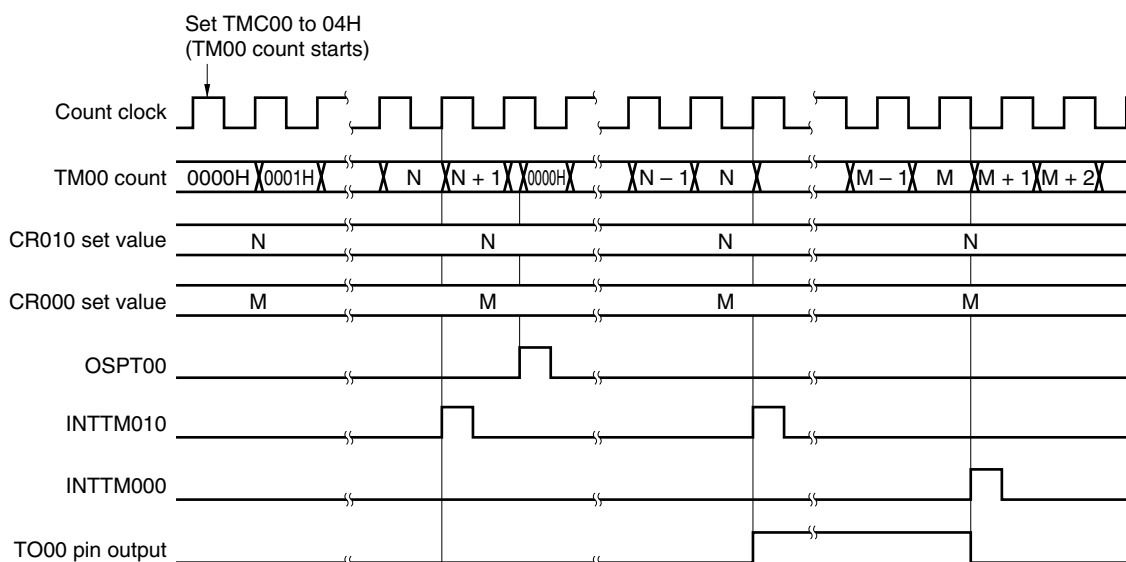 Set TMC00 to 04H
(TM00 count starts)
Count clock
TM00 count 0000H 0001H N N + 1 0000H N – 1 N M – 1 M M + 1 M + 2
CR010 set value N N N N
CR000 set value M M M M
OSPT00
INTTM010
INTTM000
TO00 pin output